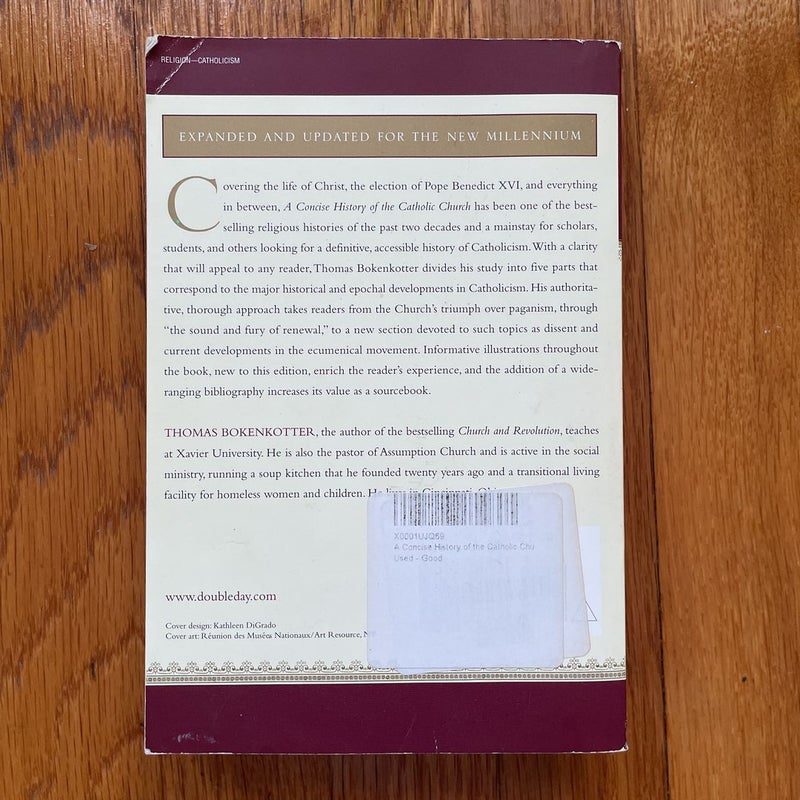 RELIGION—CATHOLICISM
EXPANDED AND UPDATED FOR THE NEW MILLENNIUM
Covering the life of Christ, the election of Pope Benedict XVI, and everything
in between, A Concise History of the Catholic Church has been one of the best-
selling religious histories of the past two decades and a mainstay for scholars,
students, and others looking for a definitive, accessible history of Catholicism. With a clarity
that will appeal to any reader, Thomas Bokenkotter divides his study into five parts that
correspond to the major historical and epochal developments in Catholicism. His authorita-
tive, thorough approach takes readers from the Church's triumph over paganism, through
"the sound and fury of renewal," to a new section devoted to such topics as dissent and
current developments in the ecumenical movement. Informative illustrations throughout
the book, new to this edition, enrich the reader's experience, and the addition of a wide-
ranging bibliography increases its value as a sourcebook.
THOMAS BOKENKOTTER, the author of the bestselling Church and Revolution, teaches
at Xavier University. He is also the pastor of Assumption Church and is active in the social
ministry, running a soup kitchen that he founded twenty years ago and a transitional living
facility for homeless women and children. He lives in Cincinnati, Ohio
X0001UJQ69
A Concise History of the Catholic Chu
Used - Good
www.doubleday.com
Cover design: Kathleen DiGrado
Cover art: Réunion des Musées Nationaux/Art Resource, N